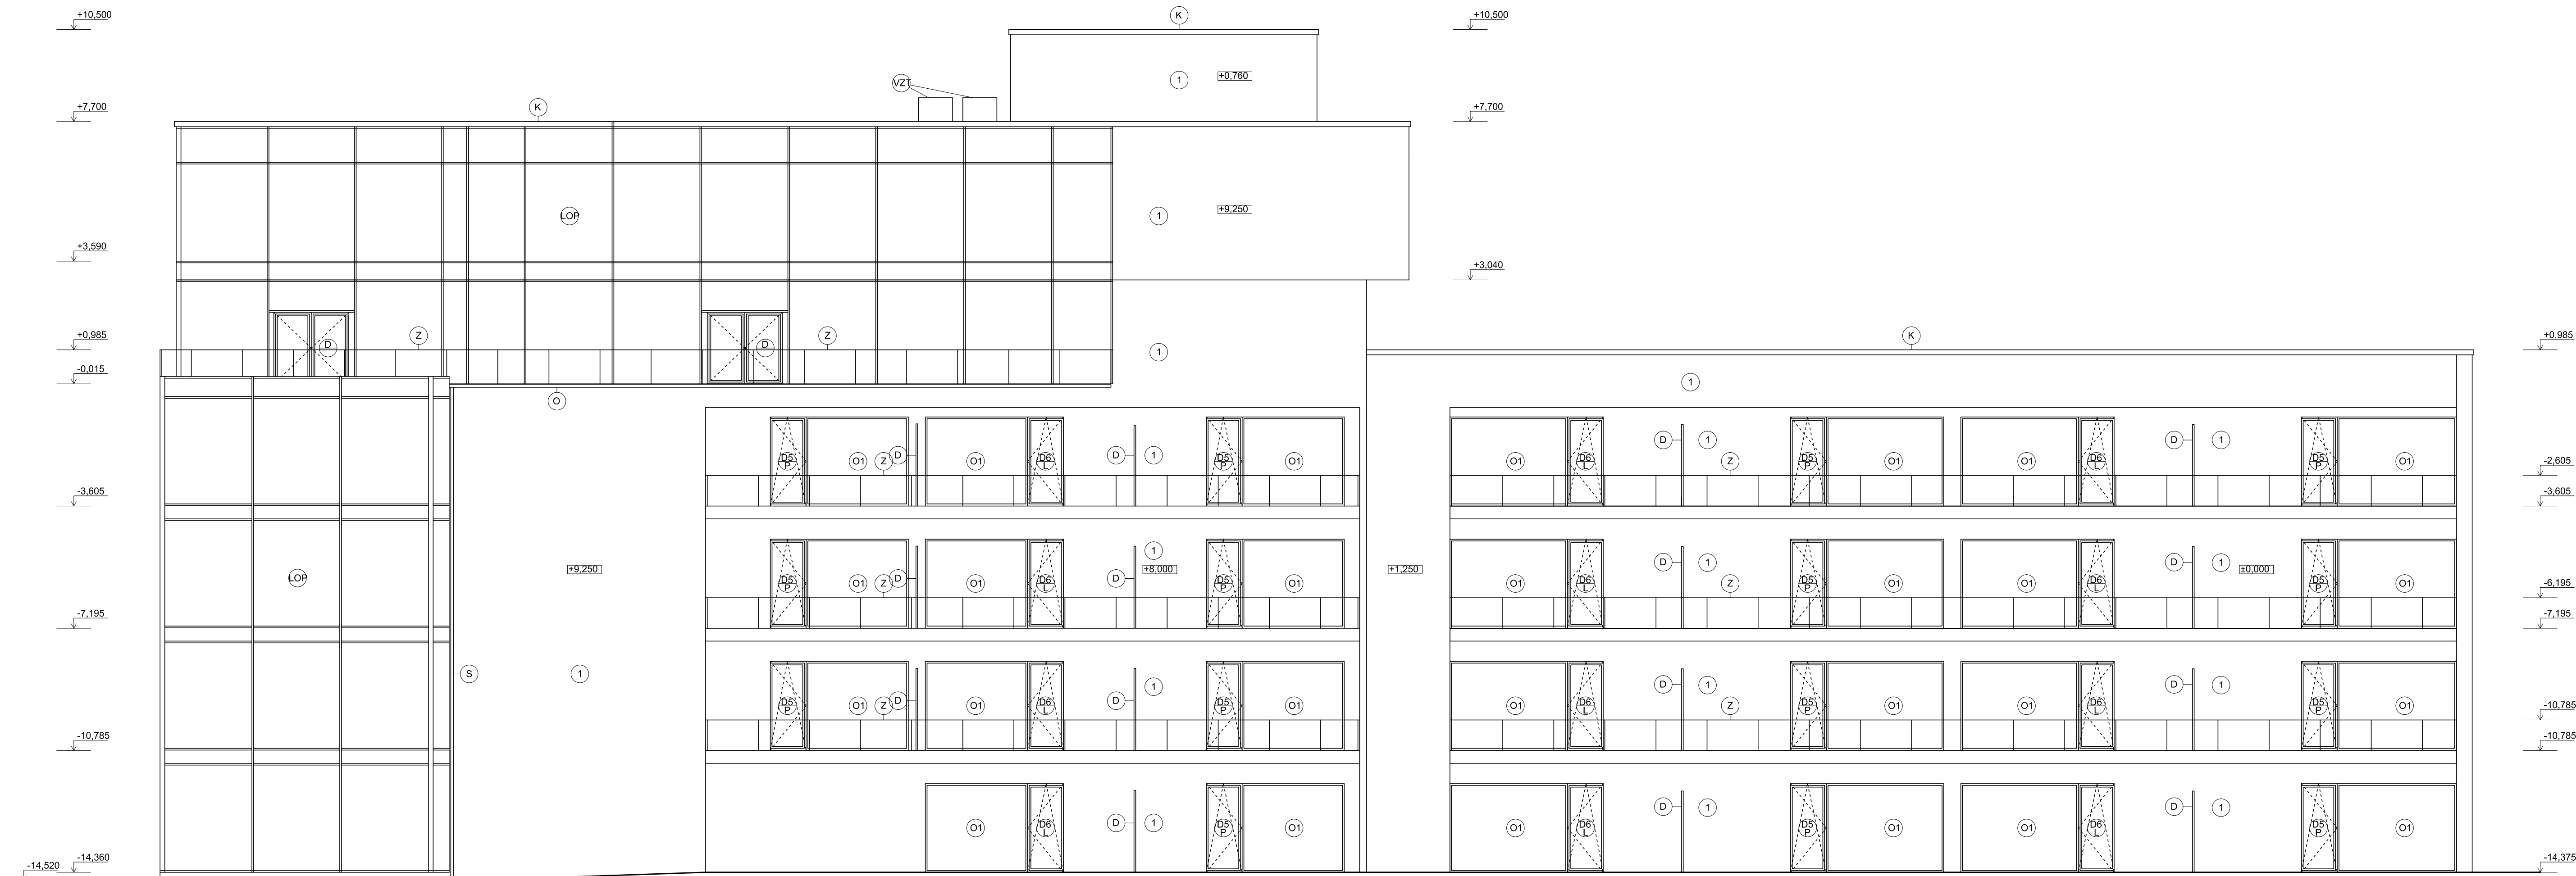 +10,500
K
+10,500
1
+0,760
VZT
+7,700
K
+7,700
LOP
1
+9,250
+3,590
+3,040
+0,985
Z
Z
K
+0,985
D
D
1
-0,015
1
O
D
1
D
1
D
D
1
D5
P
O1
Z
O1
D6
L
D5
P
O1
O1
D6
L
Z
D5
P
O1
O1
D6
L
D5
P
O1
-2,605
-3,605
-3,605
1
D
1
D
1
LOP
+9,250
D
D
+8,000
+1,250
±0,000
D5
P
O1
Z
O1
D6
L
D5
P
O1
O1
D6
L
Z
D5
P
O1
O1
D6
L
D5
P
O1
-6,195
-7,195
-7,195
S
1
1
D
1
D
1
D
D
D5
P
O1
Z
O1
D6
L
D5
P
O1
O1
D6
L
Z
D5
P
O1
O1
D6
L
D5
P
O1
-10,785
-10,785
-10,785
D
1
D
1
D
1
O1
D6
L
D5
P
O1
O1
D6
L
D5
P
O1
O1
D6
L
D5
P
O1
-14,520
-14,360
-14,375